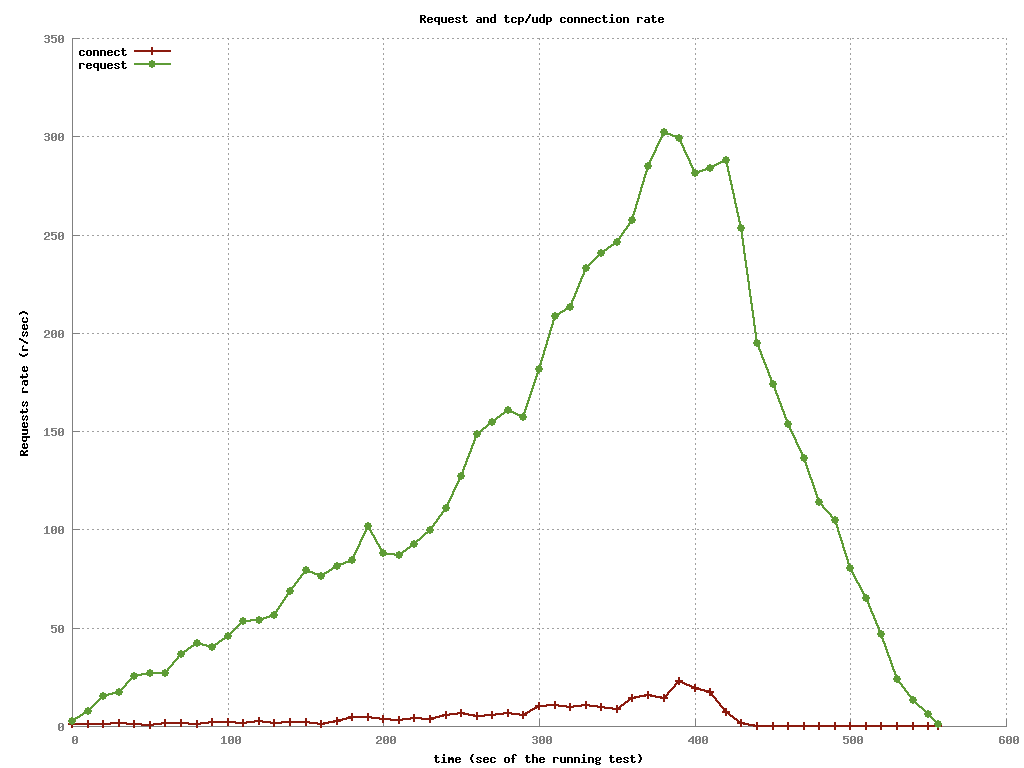 Request and tcp/udp connection rate
350
connect
request
300
250
200
150
100
50
0
Requests rate (r/sec)
0 100 200 300 400 500 600
time (sec of the running test)